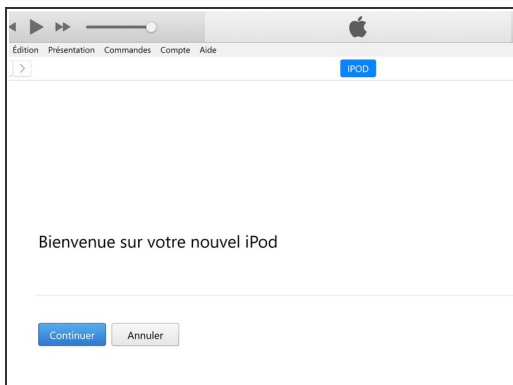 Édition Présentation Commandes Compte Aide
IPOD
Bienvenue sur votre nouvel iPod
Continuer Annuler